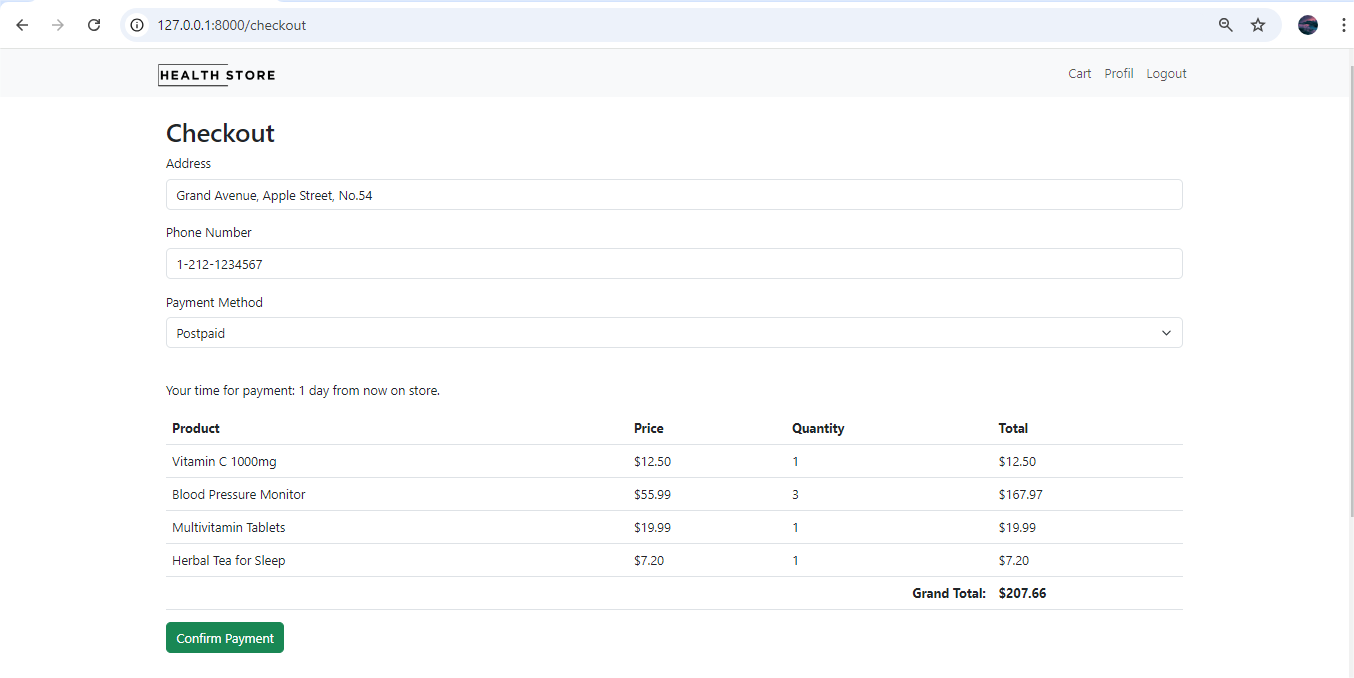 127.0.0.1:8000/checkout
HEALTH STORE
Cart Profil Logout
Checkout
Address
Grand Avenue, Apple Street, No.54
Phone Number
1-212-1234567
Payment Method
Postpaid
Your time for payment: 1 day from now on store.
Product Price Quantity Total
Vitamin C 1000mg $12.50 1 $12.50
Blood Pressure Monitor $55.99 3 $167.97
Multivitamin Tablets $19.99 1 $19.99
Herbal Tea for Sleep $7.20 1 $7.20
Grand Total: $207.66
Confirm Payment